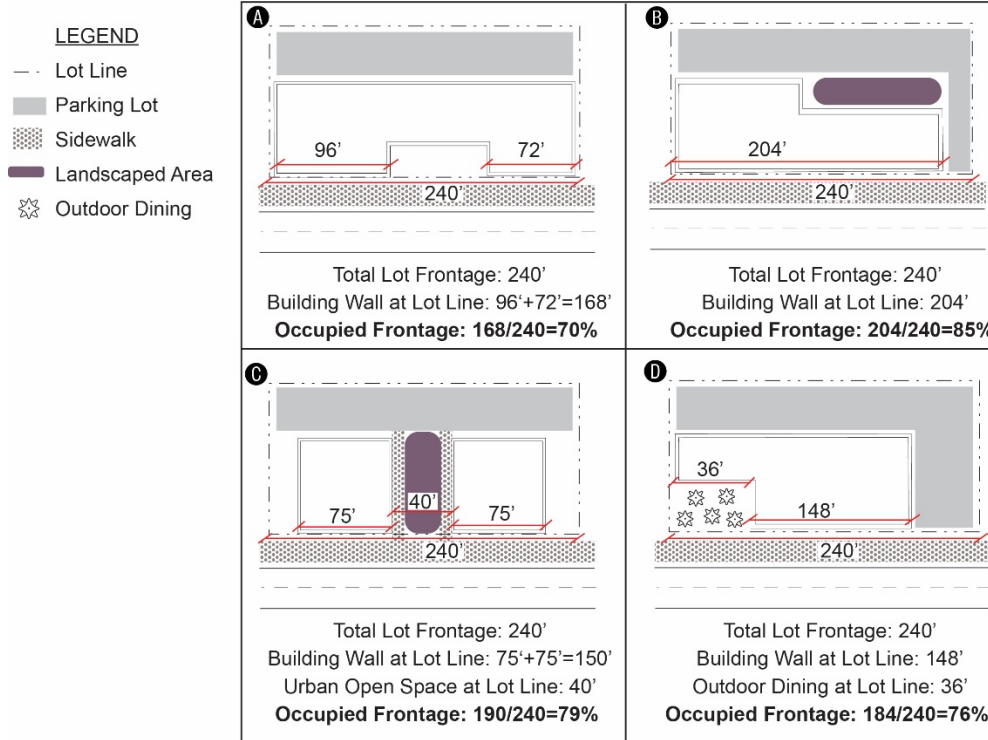 LEGEND
Lot Line
Parking Lot
Sidewalk
Landscaped Area
Outdoor Dining
A
96'
72'
240'
Total Lot Frontage: 240'
Building Wall at Lot Line: 96'+72'=168'
Occupied Frontage: 168/240=70%
B
204'
240'
Total Lot Frontage: 240'
Building Wall at Lot Line: 204'
Occupied Frontage: 204/240=85%
C
40'
75'
75'
240'
Total Lot Frontage: 240'
Building Wall at Lot Line: 75'+75'=150'
Urban Open Space at Lot Line: 40'
Occupied Frontage: 190/240=79%
D
36'
148'
240'
Total Lot Frontage: 240'
Building Wall at Lot Line: 148'
Outdoor Dining at Lot Line: 36'
Occupied Frontage: 184/240=76%